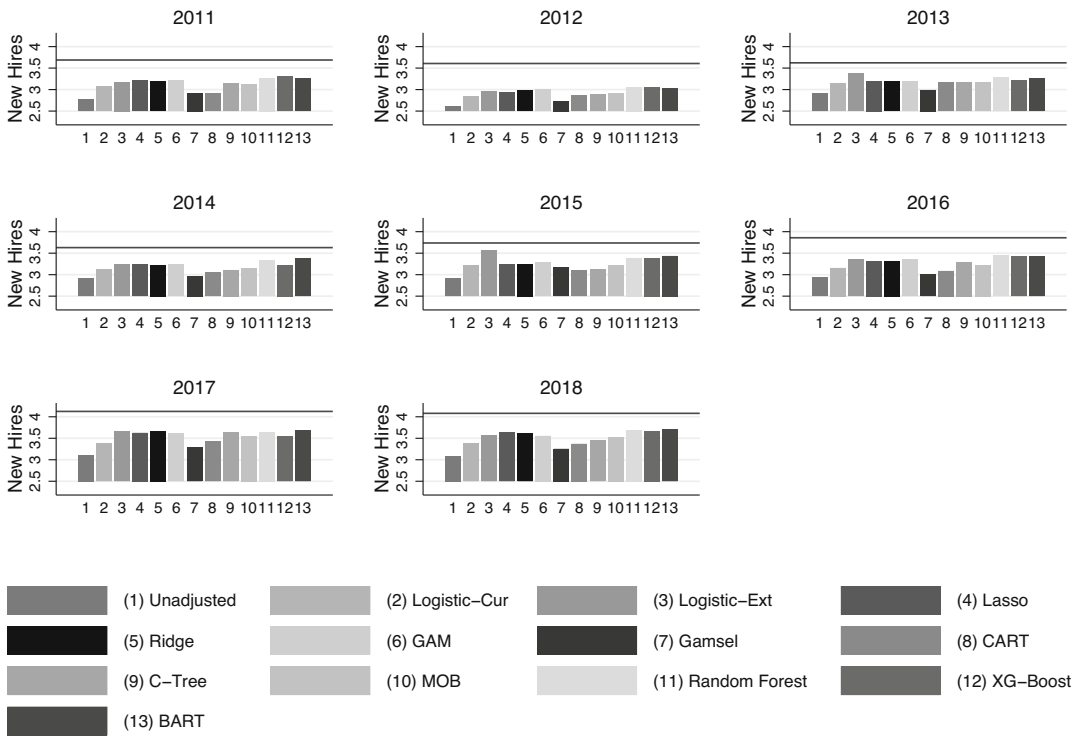 2011
2012
2013
New Hires
2.5 3 3.5 4
1 2 3 4 5 6 7 8 9 10 11 12 13
New Hires
2.5 3 3.5 4
1 2 3 4 5 6 7 8 9 10 11 12 13
New Hires
2.5 3 3.5 4
1 2 3 4 5 6 7 8 9 10 11 12 13
2014
2015
2016
New Hires
2.5 3 3.5 4
1 2 3 4 5 6 7 8 9 10 11 12 13
New Hires
2.5 3 3.5 4
1 2 3 4 5 6 7 8 9 10 11 12 13
New Hires
2.5 3 3.5 4
1 2 3 4 5 6 7 8 9 10 11 12 13
2017
2018
New Hires
2.5 3 3.5 4
1 2 3 4 5 6 7 8 9 10 11 12 13
New Hires
2.5 3 3.5 4
1 2 3 4 5 6 7 8 9 10 11 12 13
(1) Unadjusted
(2) Logistic−Cur
(3) Logistic−Ext
(4) Lasso
(5) Ridge
(6) GAM
(7) Gamsel
(8) CART
(9) C−Tree
(10) MOB
(11) Random Forest
(12) XG−Boost
(13) BART